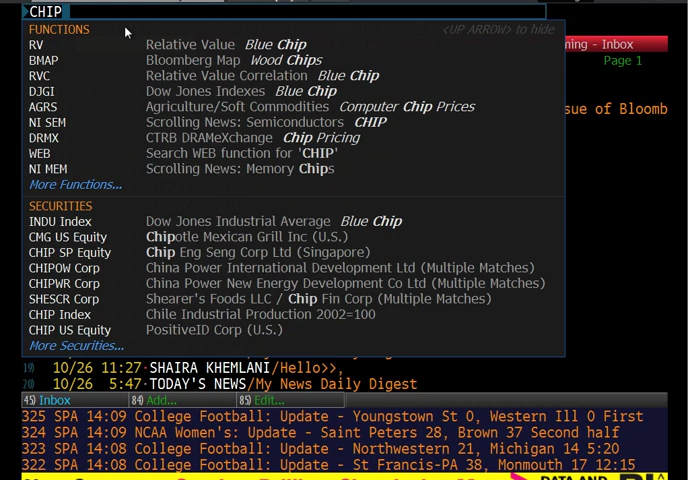 CHIP
FUNCTIONS <UP ARROW> to hide
RV Relative Value Blue Chip
BMAP Bloomberg Map Wood Chips
RVC Relative Value Correlation Blue Chip
DJGI Dow Jones Indexes Blue Chip
AGRS Agriculture/Soft Commodities Computer Chip Prices
NI SEM Scrolling News: Semiconductors CHIP
DRMX CTRB DRAMeXchange Chip Pricing
WEB Search WEB function for 'CHIP'
NI MEM Scrolling News: Memory Chips
More Functions...
SECURITIES
INDU Index Dow Jones Industrial Average Blue Chip
CMG US Equity Chipotle Mexican Grill Inc (U.S.)
CHIP SP Equity Chip Eng Seng Corp Ltd (Singapore)
CHIPOW Corp China Power International Development Ltd (Multiple Matches)
CHIPWR Corp China Power New Energy Development Co Ltd (Multiple Matches)
SHESCR Corp Shearer's Foods LLC / Chip Fin Corp (Multiple Matches)
CHIP Index Chile Industrial Production 2002=100
CHIP US Equity PositiveID Corp (U.S.)
More Securities...
ming - Inbox
Page 1
sue of Bloomb
19) 10/26 11:27 SHAIRA KHEMLANI/Hello>>,
20) 10/26 5:47 TODAY'S NEWS/My News Daily Digest
45) Inbox 84) Add... 85) Edit...
325 SPA 14:09 College Football: Update - Youngstown St 0, Western Ill 0 First
324 SPA 14:09 NCAA Women's: Update - Saint Peters 28, Brown 37 Second half
323 SPA 14:08 College Football: Update - Northwestern 21, Michigan 14 5:20
322 SPA 14:08 College Football: Update - St Francis-PA 38, Monmouth 17 12:15
DATA AND